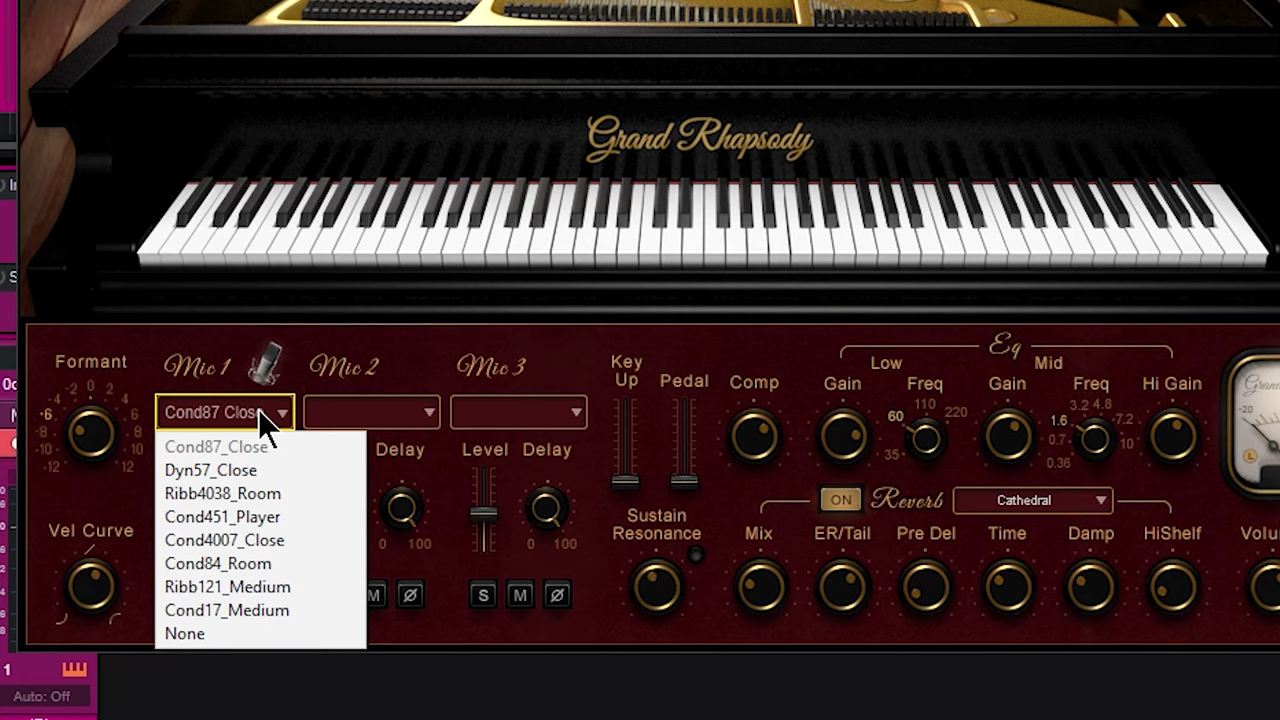 Grand Rhapsody
Formant
-2 0 2
-4 4
-6 6
-8 8
-10 10
-12 12
Vel Curve
Mic 1
Cond87 Close
Cond87_Close
Dyn57_Close
Ribb4038_Room
Cond451_Player
Cond4007_Close
Cond84_Room
Ribb121_Medium
Cond17_Medium
None
Mic 2
Delay
0 100
M Ø
Mic 3
Level Delay
0 100
S M Ø
Key
Up
Pedal
Sustain
Resonance
Comp
Eq
Low
Mid
Gain
Freq
Gain
Freq
Hi Gain
35 60 110 220
0.36 0.7 1.6 3.2 4.8 7.2 10
ON
Reverb
Cathedral
Mix
ER/Tail
Pre Del
Time
Damp
HiShelf
Volu
Grand
-20
L
1
Auto: Off